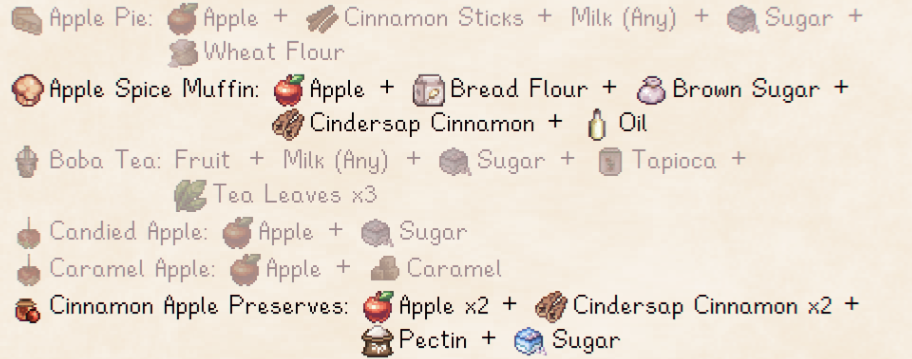 Apple Pie: Apple + Cinnamon Sticks + Milk (Any) + Sugar +
Wheat Flour
Apple Spice Muffin: Apple + Bread Flour + Brown Sugar +
Cindersap Cinnamon + Oil
Boba Tea: Fruit + Milk (Any) + Sugar + Tapioca +
Tea Leaves x3
Candied Apple: Apple + Sugar
Caramel Apple: Apple + Caramel
Cinnamon Apple Preserves: Apple x2 + Cindersap Cinnamon x2 +
Pectin + Sugar